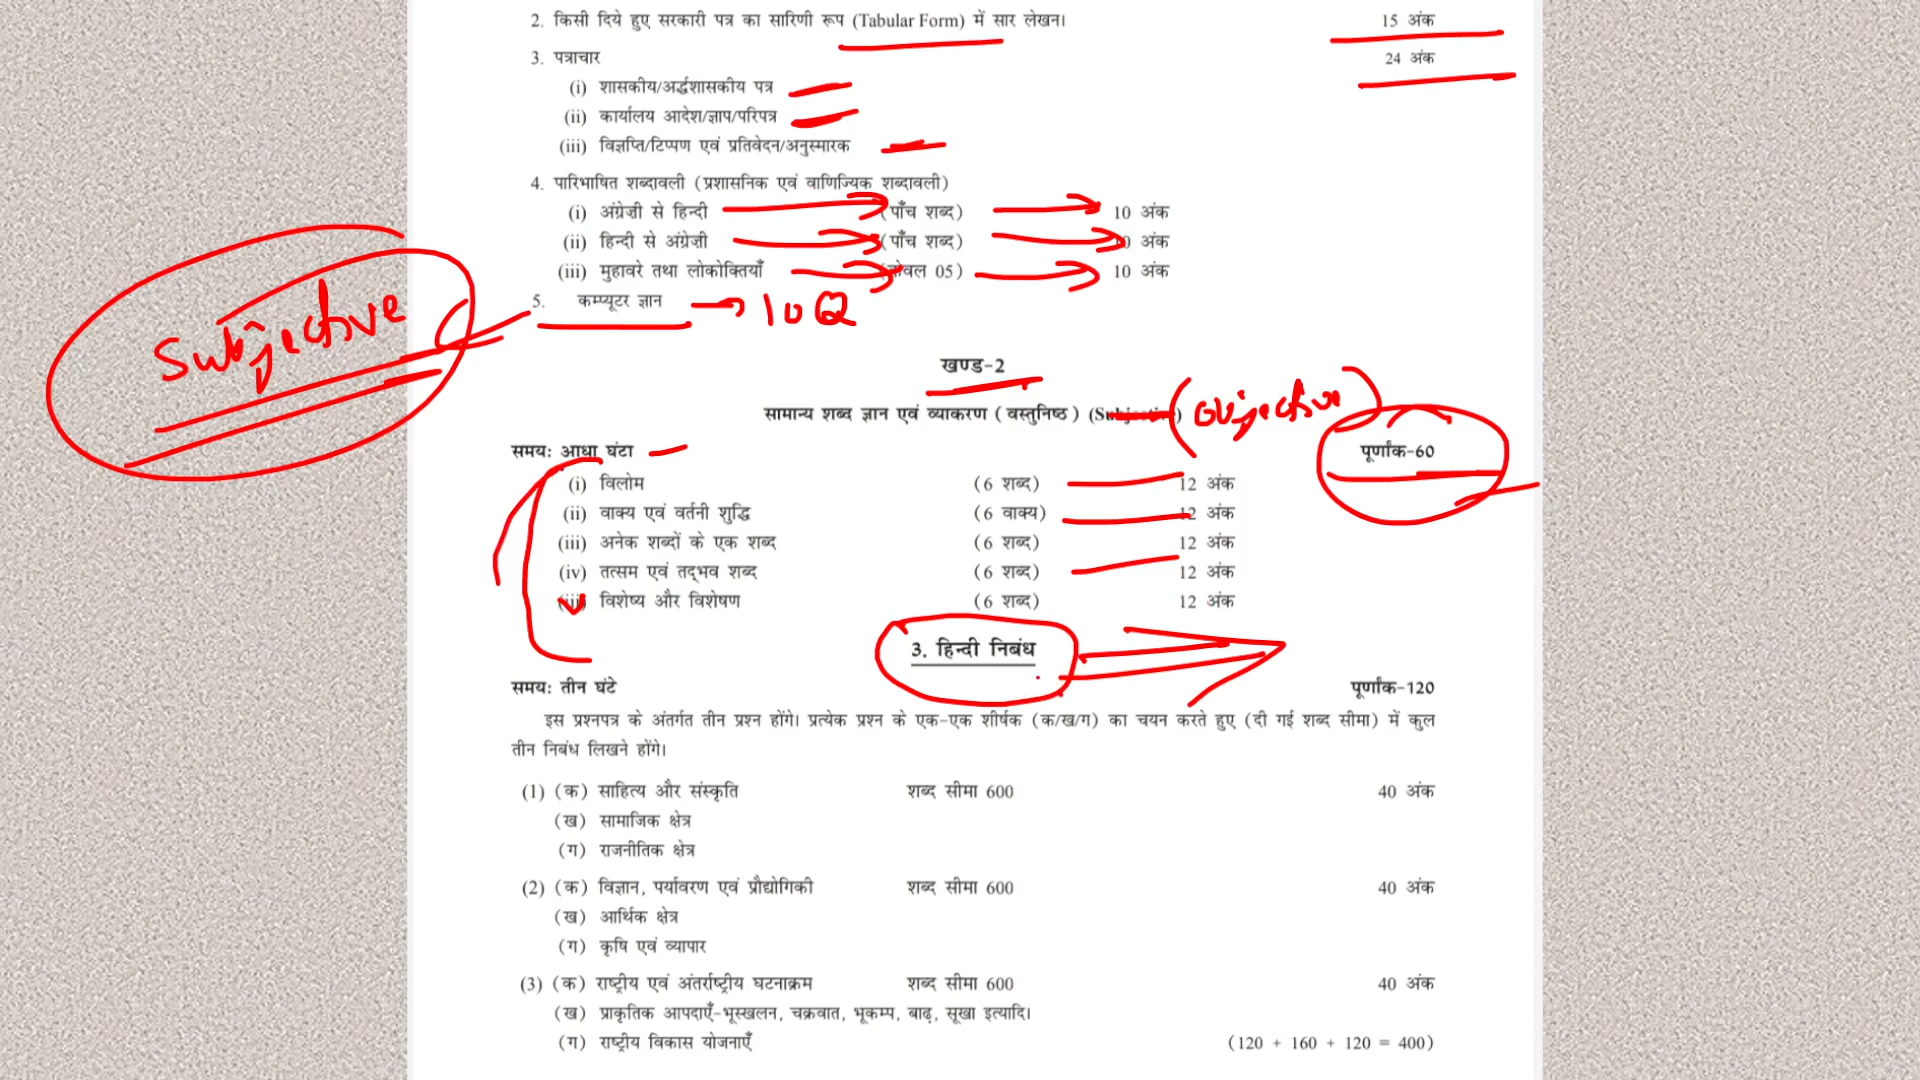 2. किसी दिये हुए सरकारी पत्र का सारिणी रूप (Tabular Form) में सार लेखन। 15 अंक
3. पत्राचार 24 अंक
(i) शासकीय/अर्द्धशासकीय पत्र
(ii) कार्यालय आदेश/ज्ञाप/परिपत्र
(iii) विज्ञप्ति/टिप्पण एवं प्रतिवेदन/अनुस्मारक
4. पारिभाषित शब्दावली (प्रशासनिक एवं वाणिज्यिक शब्दावली)
(i) अंग्रेज़ी से हिन्दी (पाँच शब्द) 10 अंक
(ii) हिन्दी से अंग्रेज़ी (पाँच शब्द) 10 अंक
(iii) मुहावरे तथा लोकोक्तियाँ (केवल 05) 10 अंक
5. कम्प्यूटर ज्ञान → 10 Q
Subjective
खण्ड-2
सामान्य शब्द ज्ञान एवं व्याकरण (वस्तुनिष्ठ) (Subjective) (Objective)
समयः आधा घंटा पूर्णांक-60
(i) विलोम (6 शब्द) 12 अंक
(ii) वाक्य एवं वर्तनी शुद्धि (6 वाक्य) 12 अंक
(iii) अनेक शब्दों के एक शब्द (6 शब्द) 12 अंक
(iv) तत्सम एवं तद्भव शब्द (6 शब्द) 12 अंक
विशेष्य और विशेषण (6 शब्द) 12 अंक
3. हिन्दी निबंध
समयः तीन घंटे पूर्णांक-120
इस प्रश्नपत्र के अंतर्गत तीन प्रश्न होंगे। प्रत्येक प्रश्न के एक-एक शीर्षक (क/ख/ग) का चयन करते हुए (दी गई शब्द सीमा) में कुल
तीन निबंध लिखने होंगे।
(1) (क) साहित्य और संस्कृति शब्द सीमा 600 40 अंक
(ख) सामाजिक क्षेत्र
(ग) राजनीतिक क्षेत्र
(2) (क) विज्ञान, पर्यावरण एवं प्रौद्योगिकी शब्द सीमा 600 40 अंक
(ख) आर्थिक क्षेत्र
(ग) कृषि एवं व्यापार
(3) (क) राष्ट्रीय एवं अंतर्राष्ट्रीय घटनाक्रम शब्द सीमा 600 40 अंक
(ख) प्राकृतिक आपदाएँ-भूस्खलन, चक्रवात, भूकम्प, बाढ़, सूखा इत्यादि।
(ग) राष्ट्रीय विकास योजनाएँ (120 + 160 + 120 = 400)